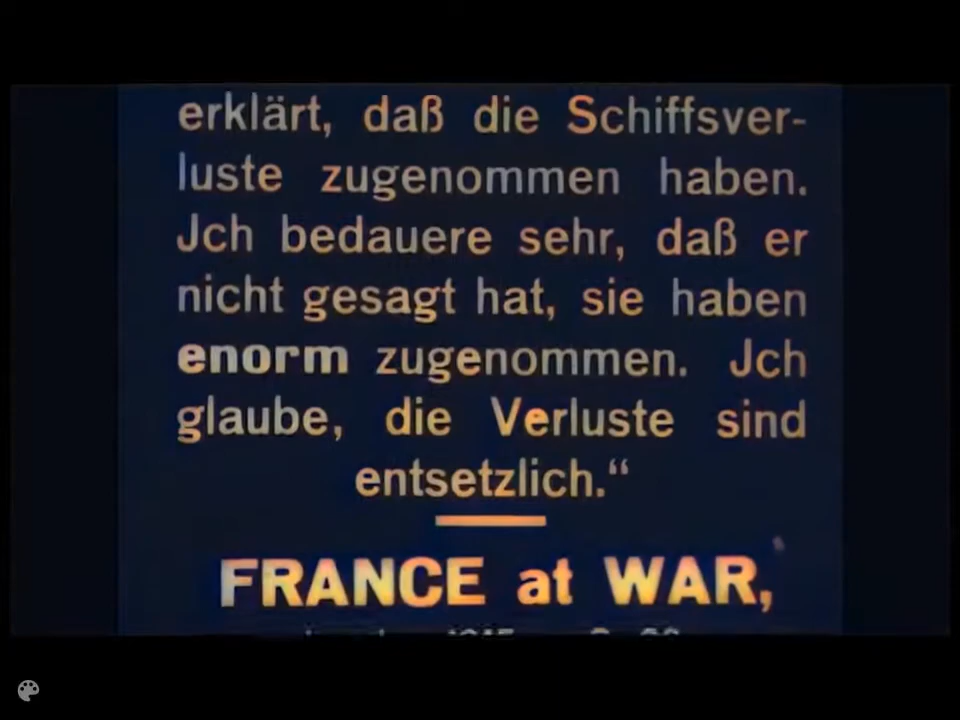 erklärt, daß die Schiffsver-
luste zugenommen haben.
Jch bedauere sehr, daß er
nicht gesagt hat, sie haben
enorm zugenommen. Jch
glaube, die Verluste sind
entsetzlich.“
FRANCE at WAR,